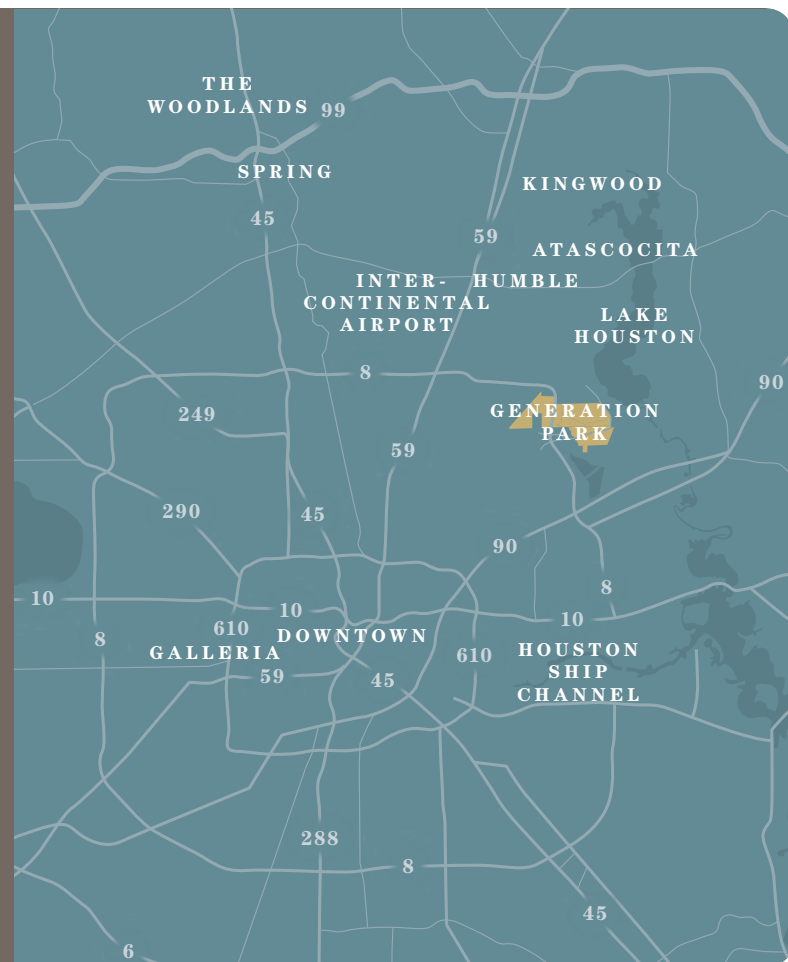 THE
WOODLANDS
99
SPRING
KINGWOOD
45
59
ATASCOCITA
INTER-
CONTINENTAL
AIRPORT
HUMBLE
LAKE
HOUSTON
8
90
249
GENERATION
PARK
59
290
45
90
8
10
10
10
610
8
DOWNTOWN
GALLERIA
59
45
610
HOUSTON
SHIP
CHANNEL
288
8
45
6